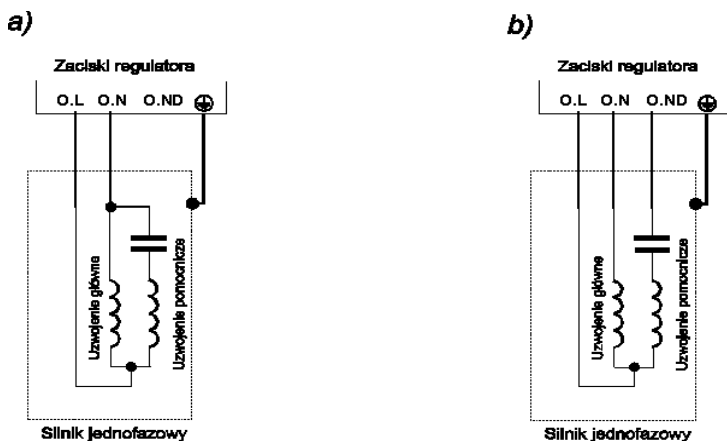 a)
Zaciski regulatora
O.L O.N O.ND
Uzwojenie główne
Uzwojenie pomocnicze
Silnik jednofazowy
b)
Zaciski regulatora
O.L O.N O.ND
Uzwojenie główne
Uzwojenie pomocnicze
Silnik jednofazowy